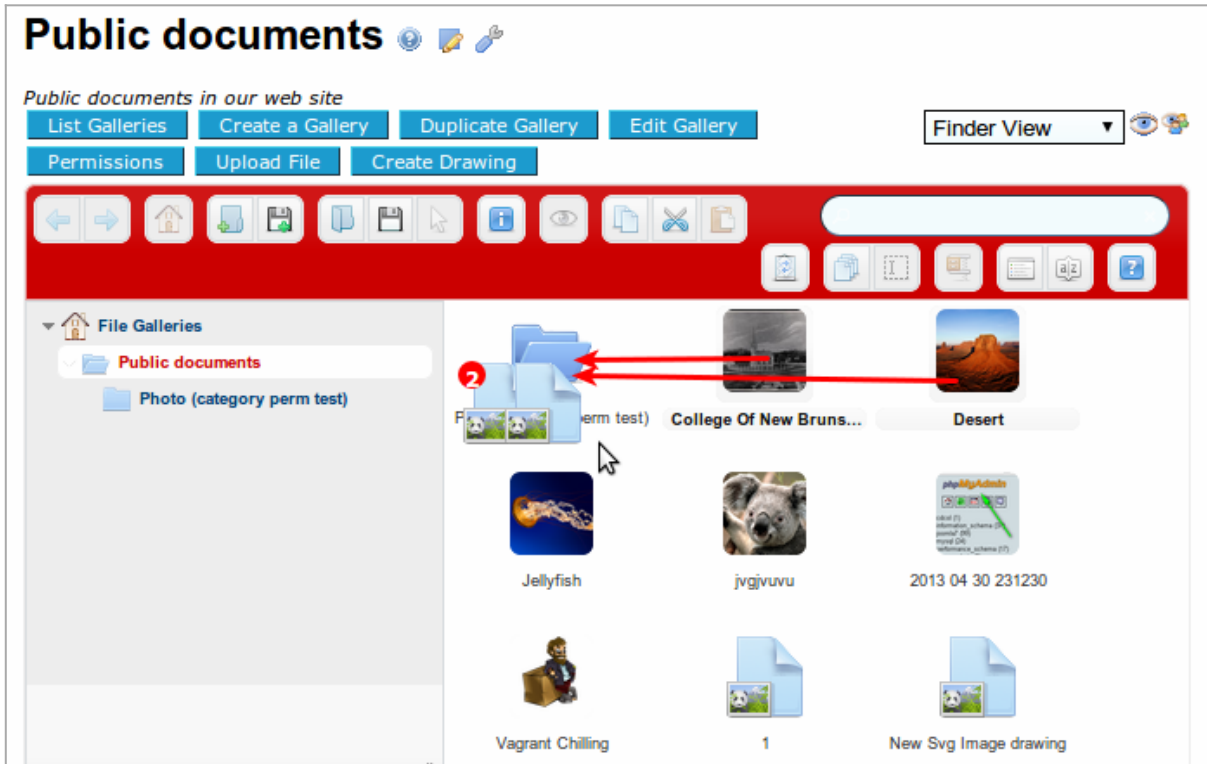 Public documents
Public documents in our web site
List Galleries Create a Gallery Duplicate Gallery Edit Gallery
Finder View
Permissions Upload File Create Drawing
File Galleries
Public documents
Photo (category perm test)
2
erm test)
College Of New Bruns...
Desert
phpMyAdmin
Jellyfish
jvgjvuvu
2013 04 30 231230
Vagrant Chilling
1
New Svg Image drawing